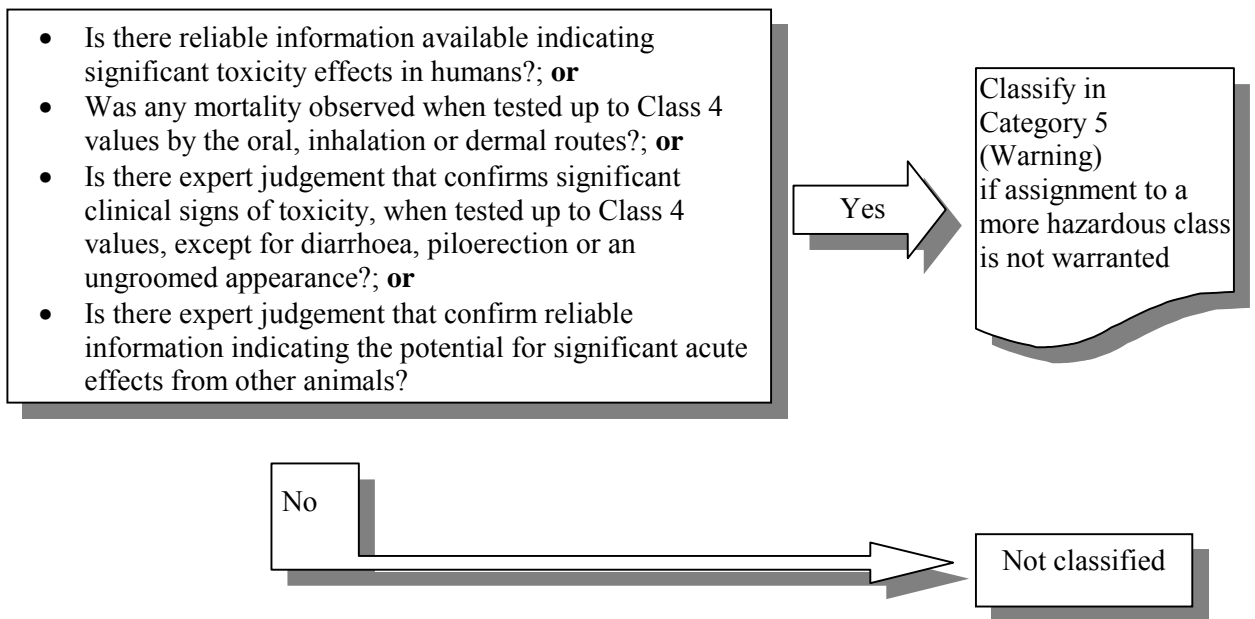 • Is there reliable information available indicating
significant toxicity effects in humans?; or
• Was any mortality observed when tested up to Class 4
values by the oral, inhalation or dermal routes?; or
• Is there expert judgement that confirms significant
clinical signs of toxicity, when tested up to Class 4
values, except for diarrhoea, piloerection or an
ungroomed appearance?; or
• Is there expert judgement that confirm reliable
information indicating the potential for significant acute
effects from other animals?
Yes
Classify in
Category 5
(Warning)
if assignment to a
more hazardous class
is not warranted
No
Not classified